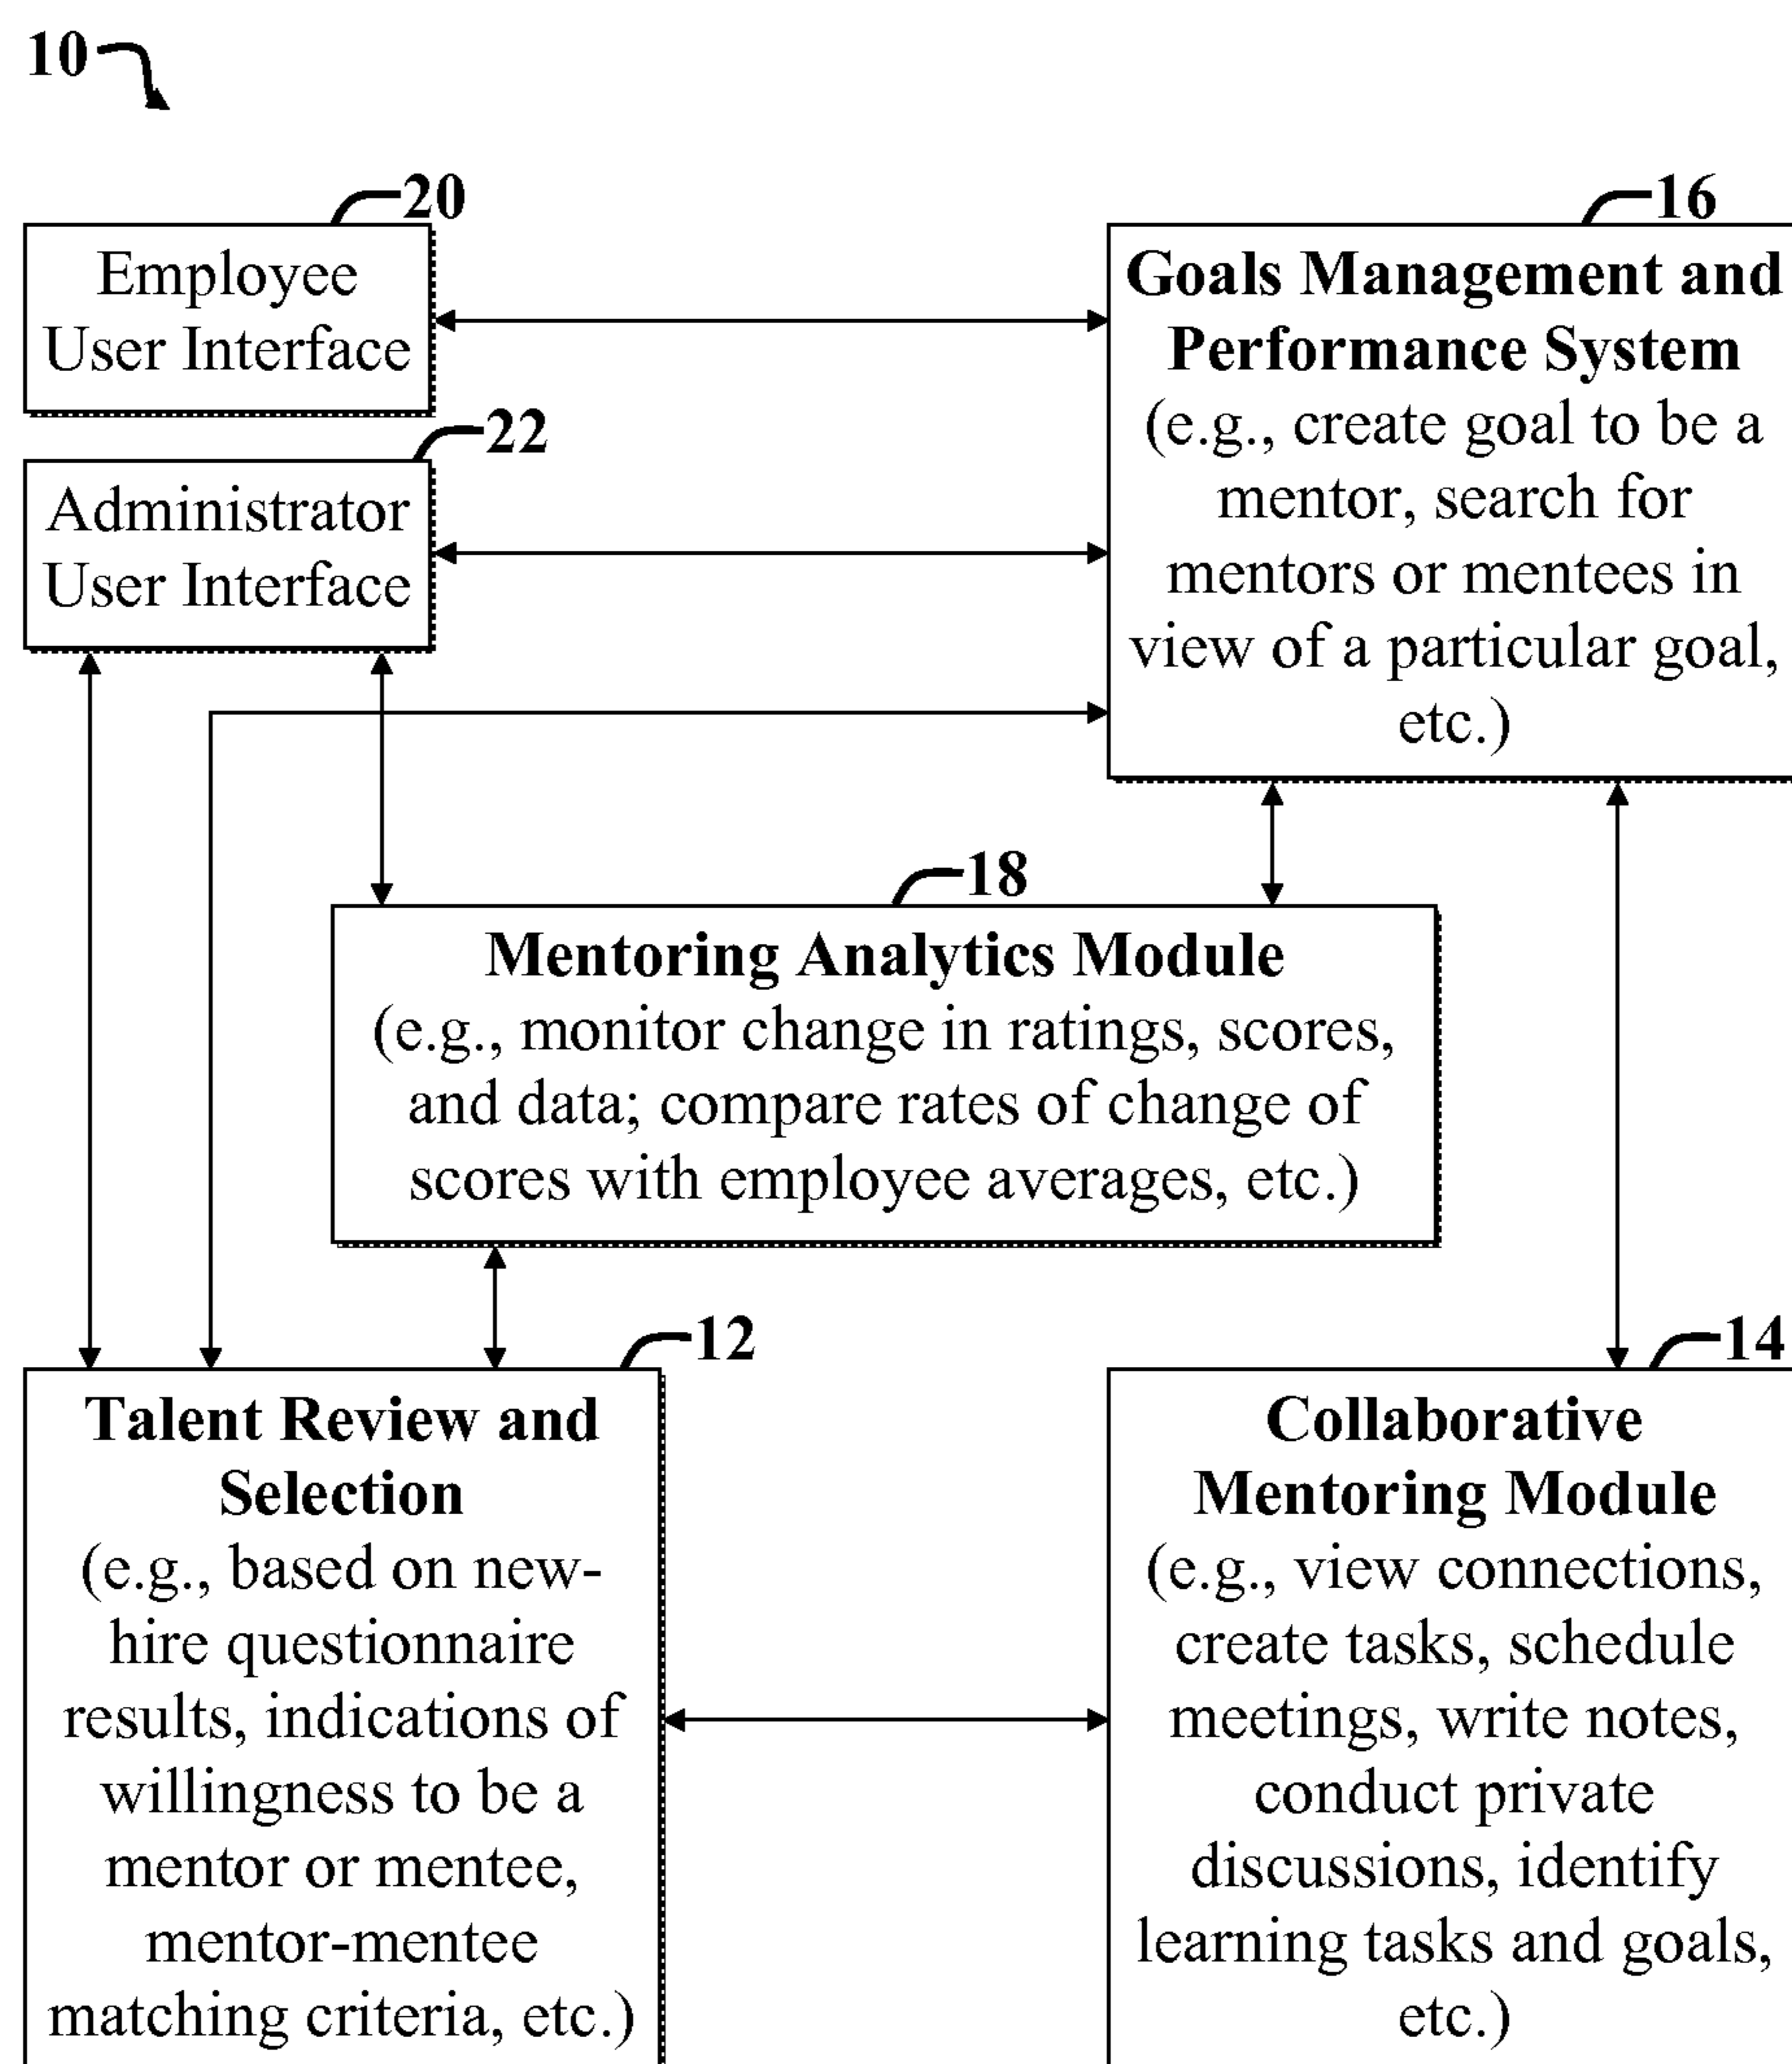 10
20
Employee
User Interface
22
Administrator
User Interface
16
Goals Management and
Performance System
(e.g., create goal to be a
mentor, search for
mentors or mentees in
view of a particular goal,
etc.)
18
Mentoring Analytics Module
(e.g., monitor change in ratings, scores,
and data; compare rates of change of
scores with employee averages, etc.)
12
Talent Review and
Selection
(e.g., based on new-
hire questionnaire
results, indications of
willingness to be a
mentor or mentee,
mentor-mentee
matching criteria, etc.)
14
Collaborative
Mentoring Module
(e.g., view connections,
create tasks, schedule
meetings, write notes,
conduct private
discussions, identify
learning tasks and goals,
etc.)